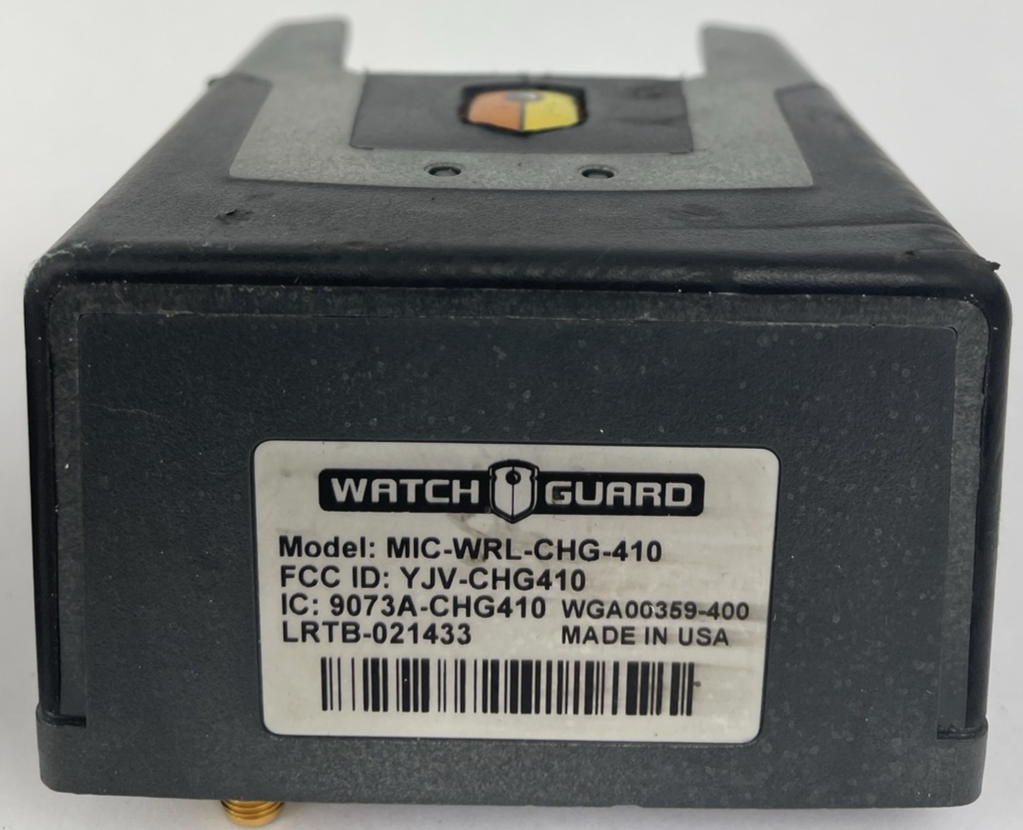 WATCH GUARD
Model: MIC-WRL-CHG-410
FCC ID: YJV-CHG410
IC: 9073A-CHG410 WGA00359-400
LRTB-021433 MADE IN USA